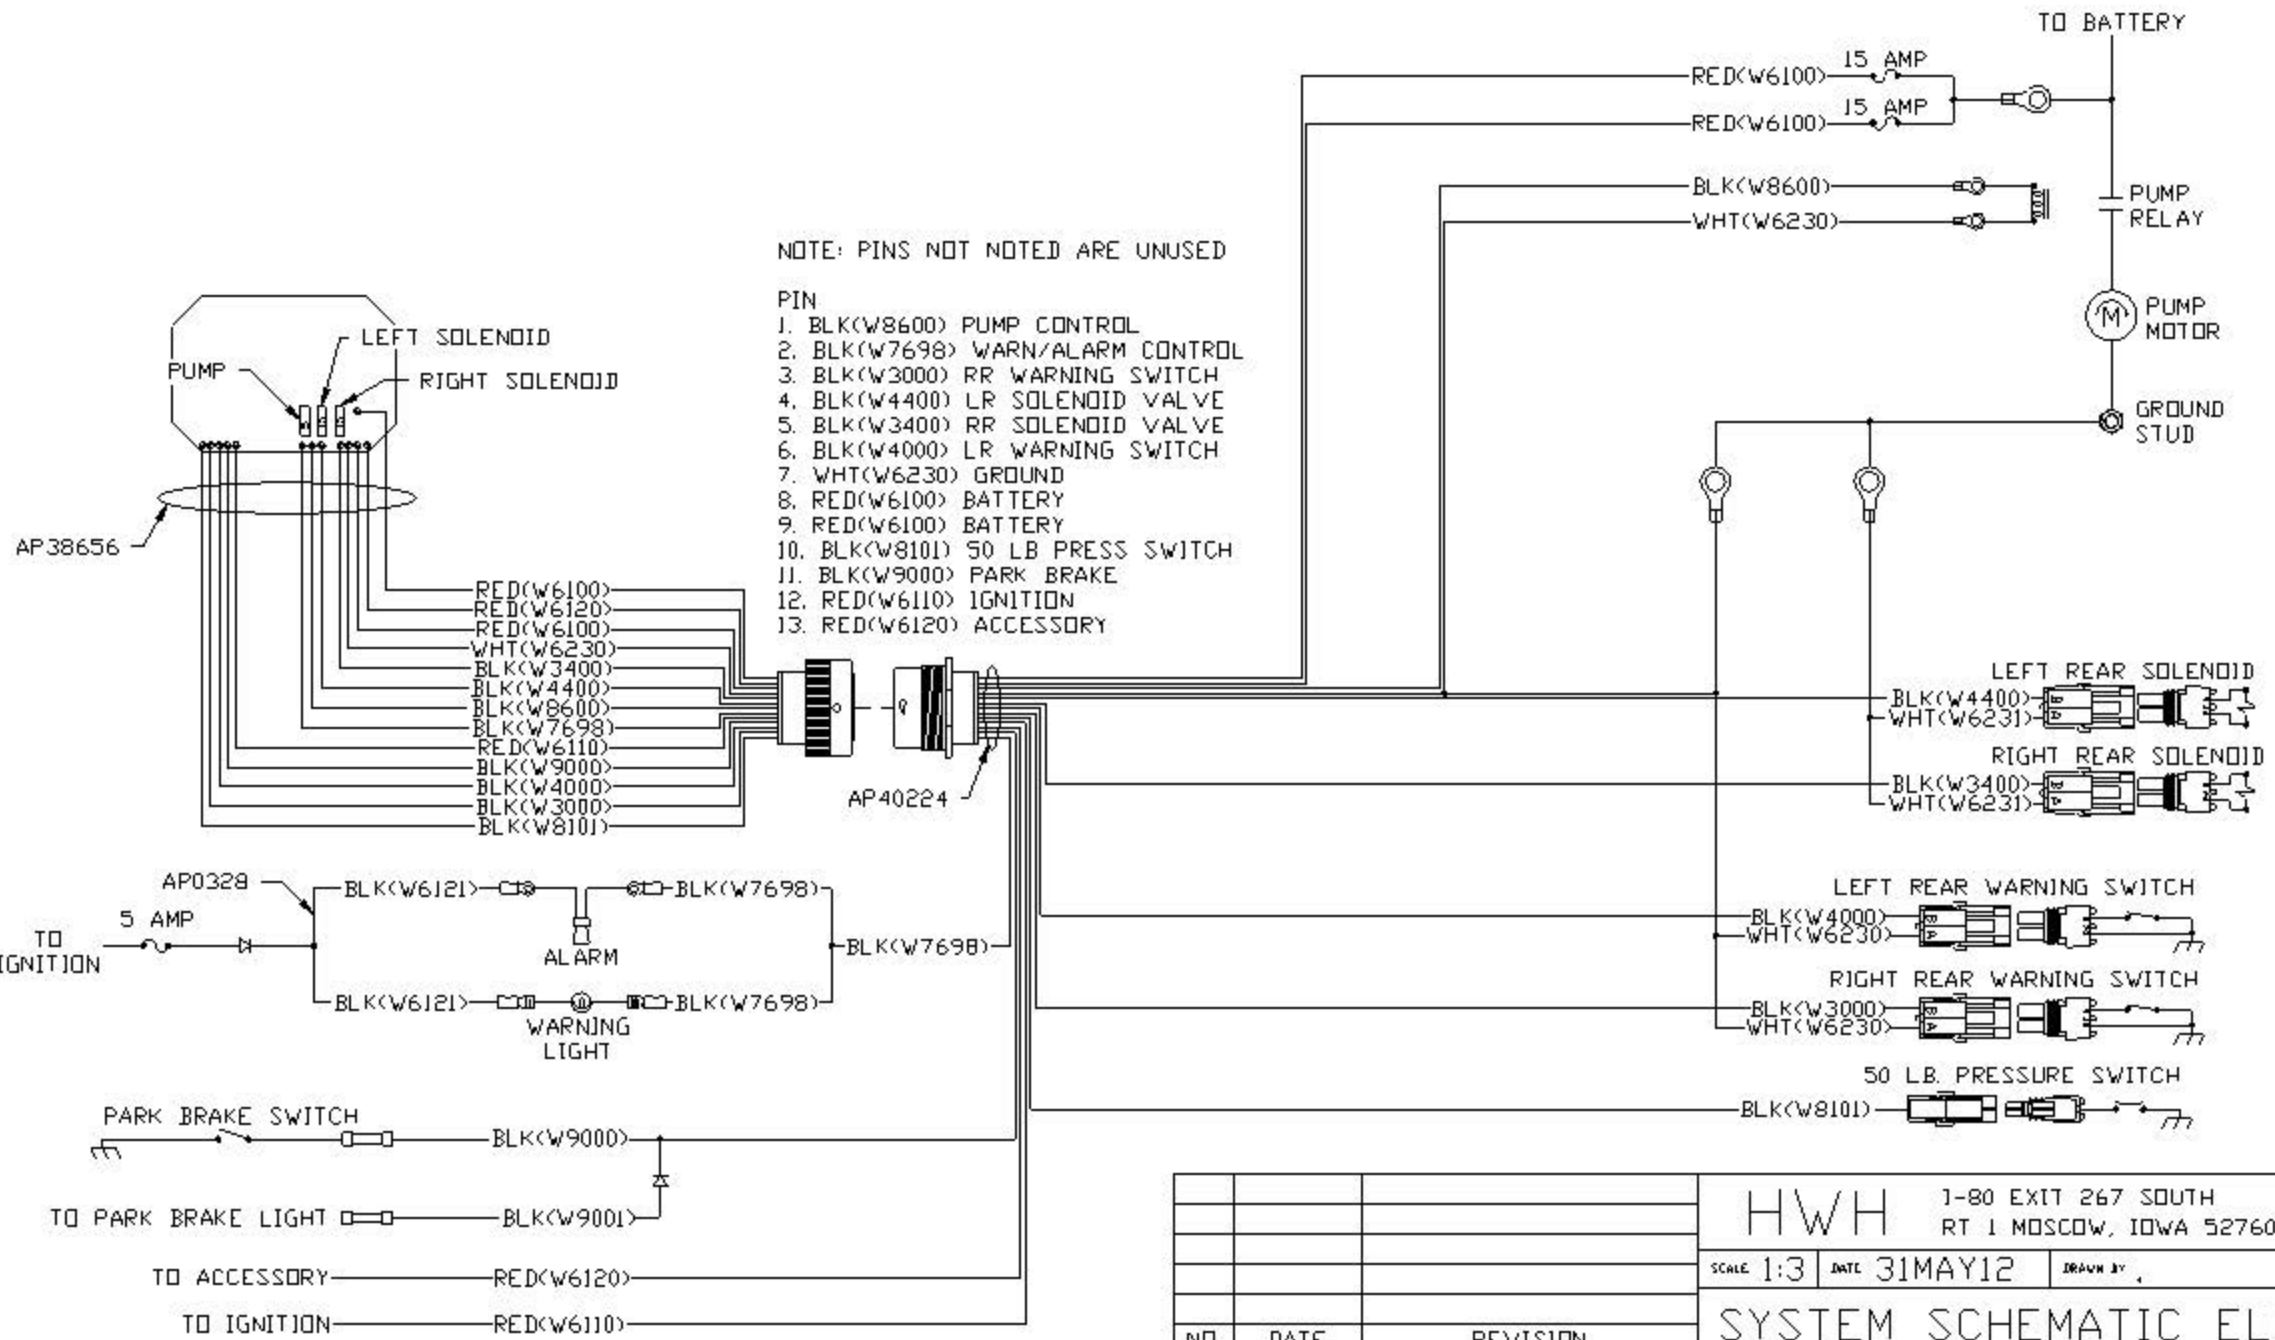 TO BATTERY
RED(W6100) 15 AMP
RED(W6100) 15 AMP
BLK(W8600)
WHT(W6230)
PUMP
RELAY
PUMP
MOTOR
GROUND
STUD
NOTE: PINS NOT NOTED ARE UNUSED
PIN
1. BLK(W8600) PUMP CONTROL
2. BLK(W7698) WARN/ALARM CONTROL
3. BLK(W3000) RR WARNING SWITCH
4. BLK(W4400) LR SOLENOID VALVE
5. BLK(W3400) RR SOLENOID VALVE
6. BLK(W4000) LR WARNING SWITCH
7. WHT(W6230) GROUND
8. RED(W6100) BATTERY
9. RED(W6100) BATTERY
10. BLK(W8101) 50 LB PRESS SWITCH
11. BLK(W9000) PARK BRAKE
12. RED(W6110) IGNITION
13. RED(W6120) ACCESSORY
LEFT SOLENOID
PUMP
RIGHT SOLENOID
AP38656
RED(W6100)
RED(W6120)
RED(W6100)
WHT(W6230)
BLK(W3400)
BLK(W4400)
BLK(W8600)
BLK(W7698)
RED(W6110)
BLK(W9000)
BLK(W4000)
BLK(W3000)
BLK(W8101)
AP40224
LEFT REAR SOLENOID
BLK(W4400) B
WHT(W6231) A
RIGHT REAR SOLENOID
BLK(W3400) B
WHT(W6231) A
LEFT REAR WARNING SWITCH
BLK(W4000) B
WHT(W6230) A
RIGHT REAR WARNING SWITCH
BLK(W3000) B
WHT(W6230) A
50 LB. PRESSURE SWITCH
BLK(W8101)
AP0328
5 AMP
TO
IGNITION
BLK(W6121) BLK(W7698)
ALARM
BLK(W7698)
BLK(W6121) BLK(W7698)
WARNING
LIGHT
PARK BRAKE SWITCH
BLK(W9000)
TO PARK BRAKE LIGHT BLK(W9001)
TO ACCESSORY RED(W6120)
TO IGNITION RED(W6110)
HWH
I-80 EXIT 267 SOUTH
RT 1 MOSCOW, IOWA 52760
SCALE 1:3 DATE 31MAY12 DRAWN BY
SYSTEM SCHEMATIC EL
NO DATE REVISION